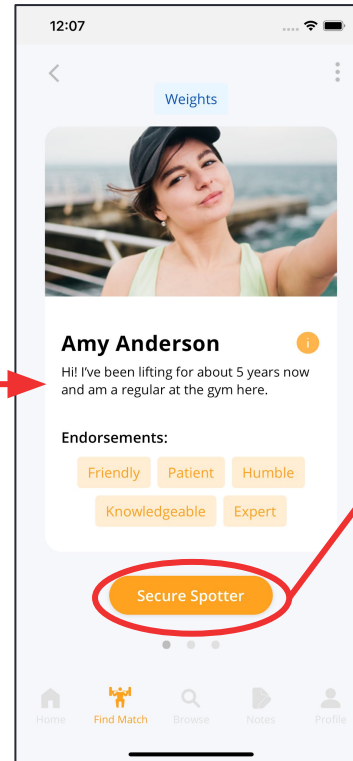 12:07
Weights
Amy Anderson
i
Hi! I've been lifting for about 5 years now
and am a regular at the gym here.
Endorsements:
Friendly Patient Humble
Knowledgeable Expert
Secure Spotter
Home Find Match Browse Notes Profile